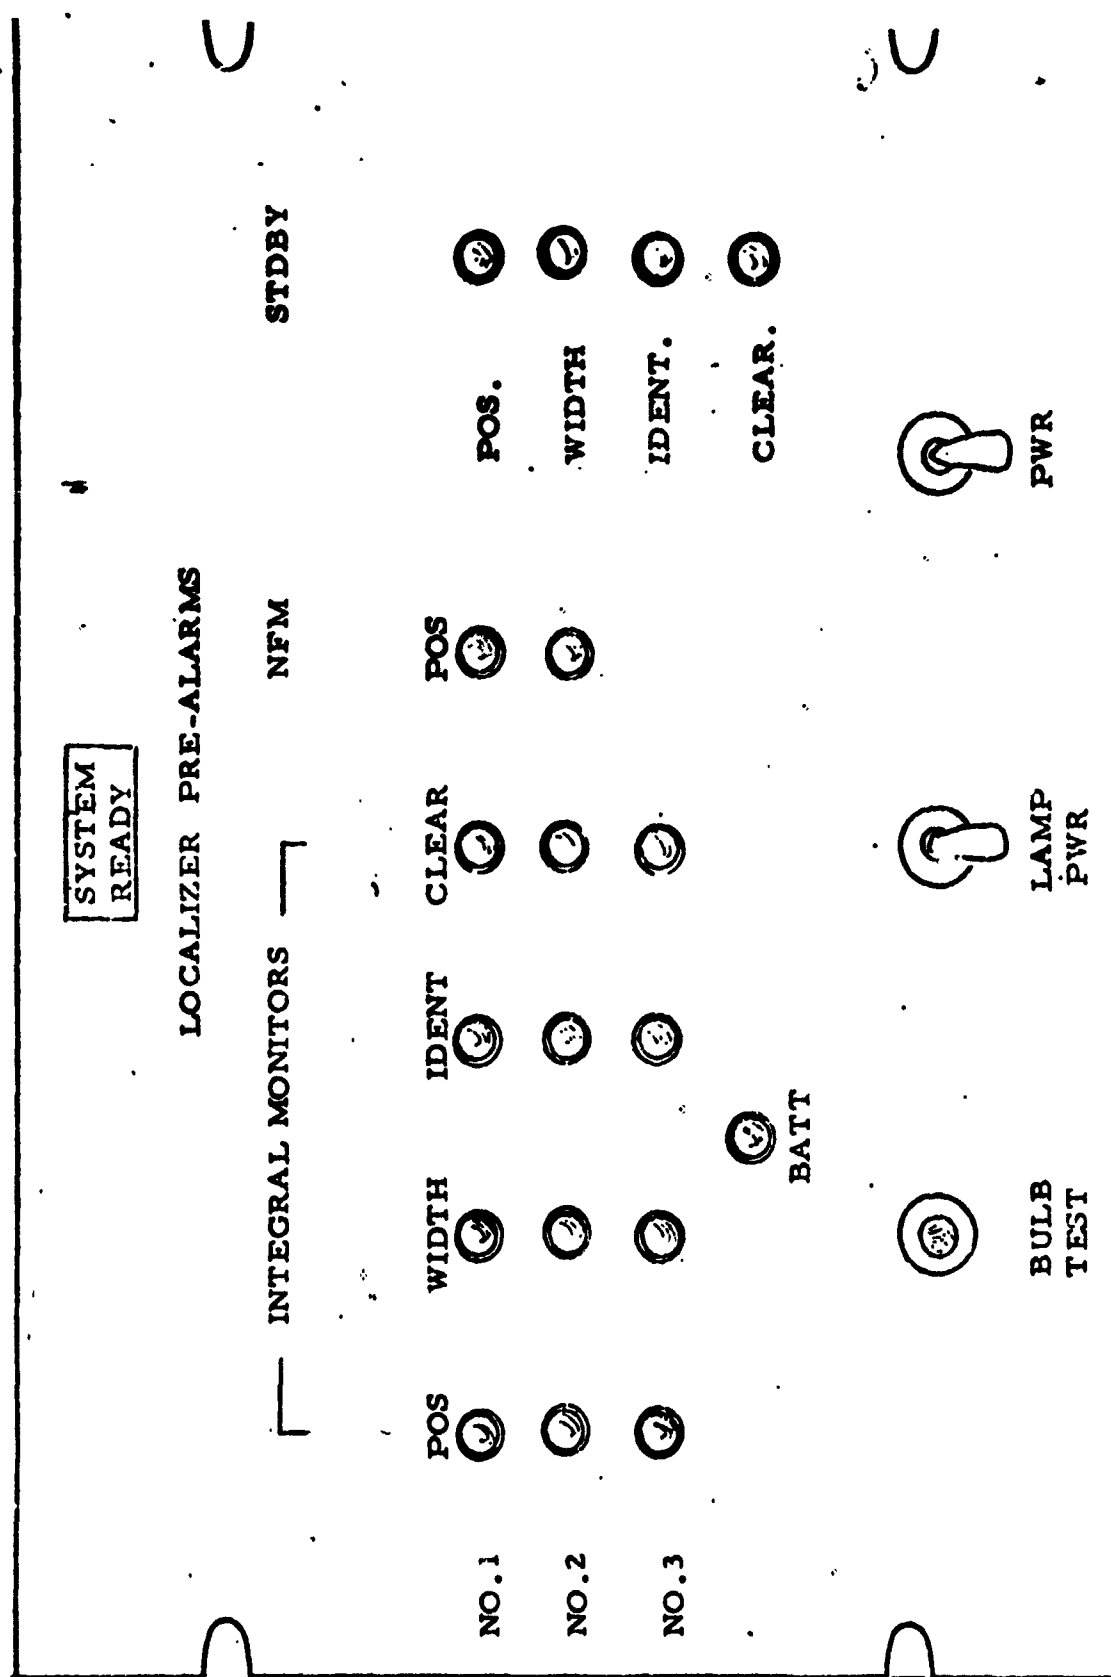 SYSTEM
READY
LOCALIZER PRE-ALARMS
INTEGRAL MONITORS
NFM
STDBY
POS WIDTH IDENT CLEAR POS
NO.1
POS.
NO.2
WIDTH
NO.3
IDENT.
BATT
CLEAR.
BULB
TEST
LAMP
PWR
PWR